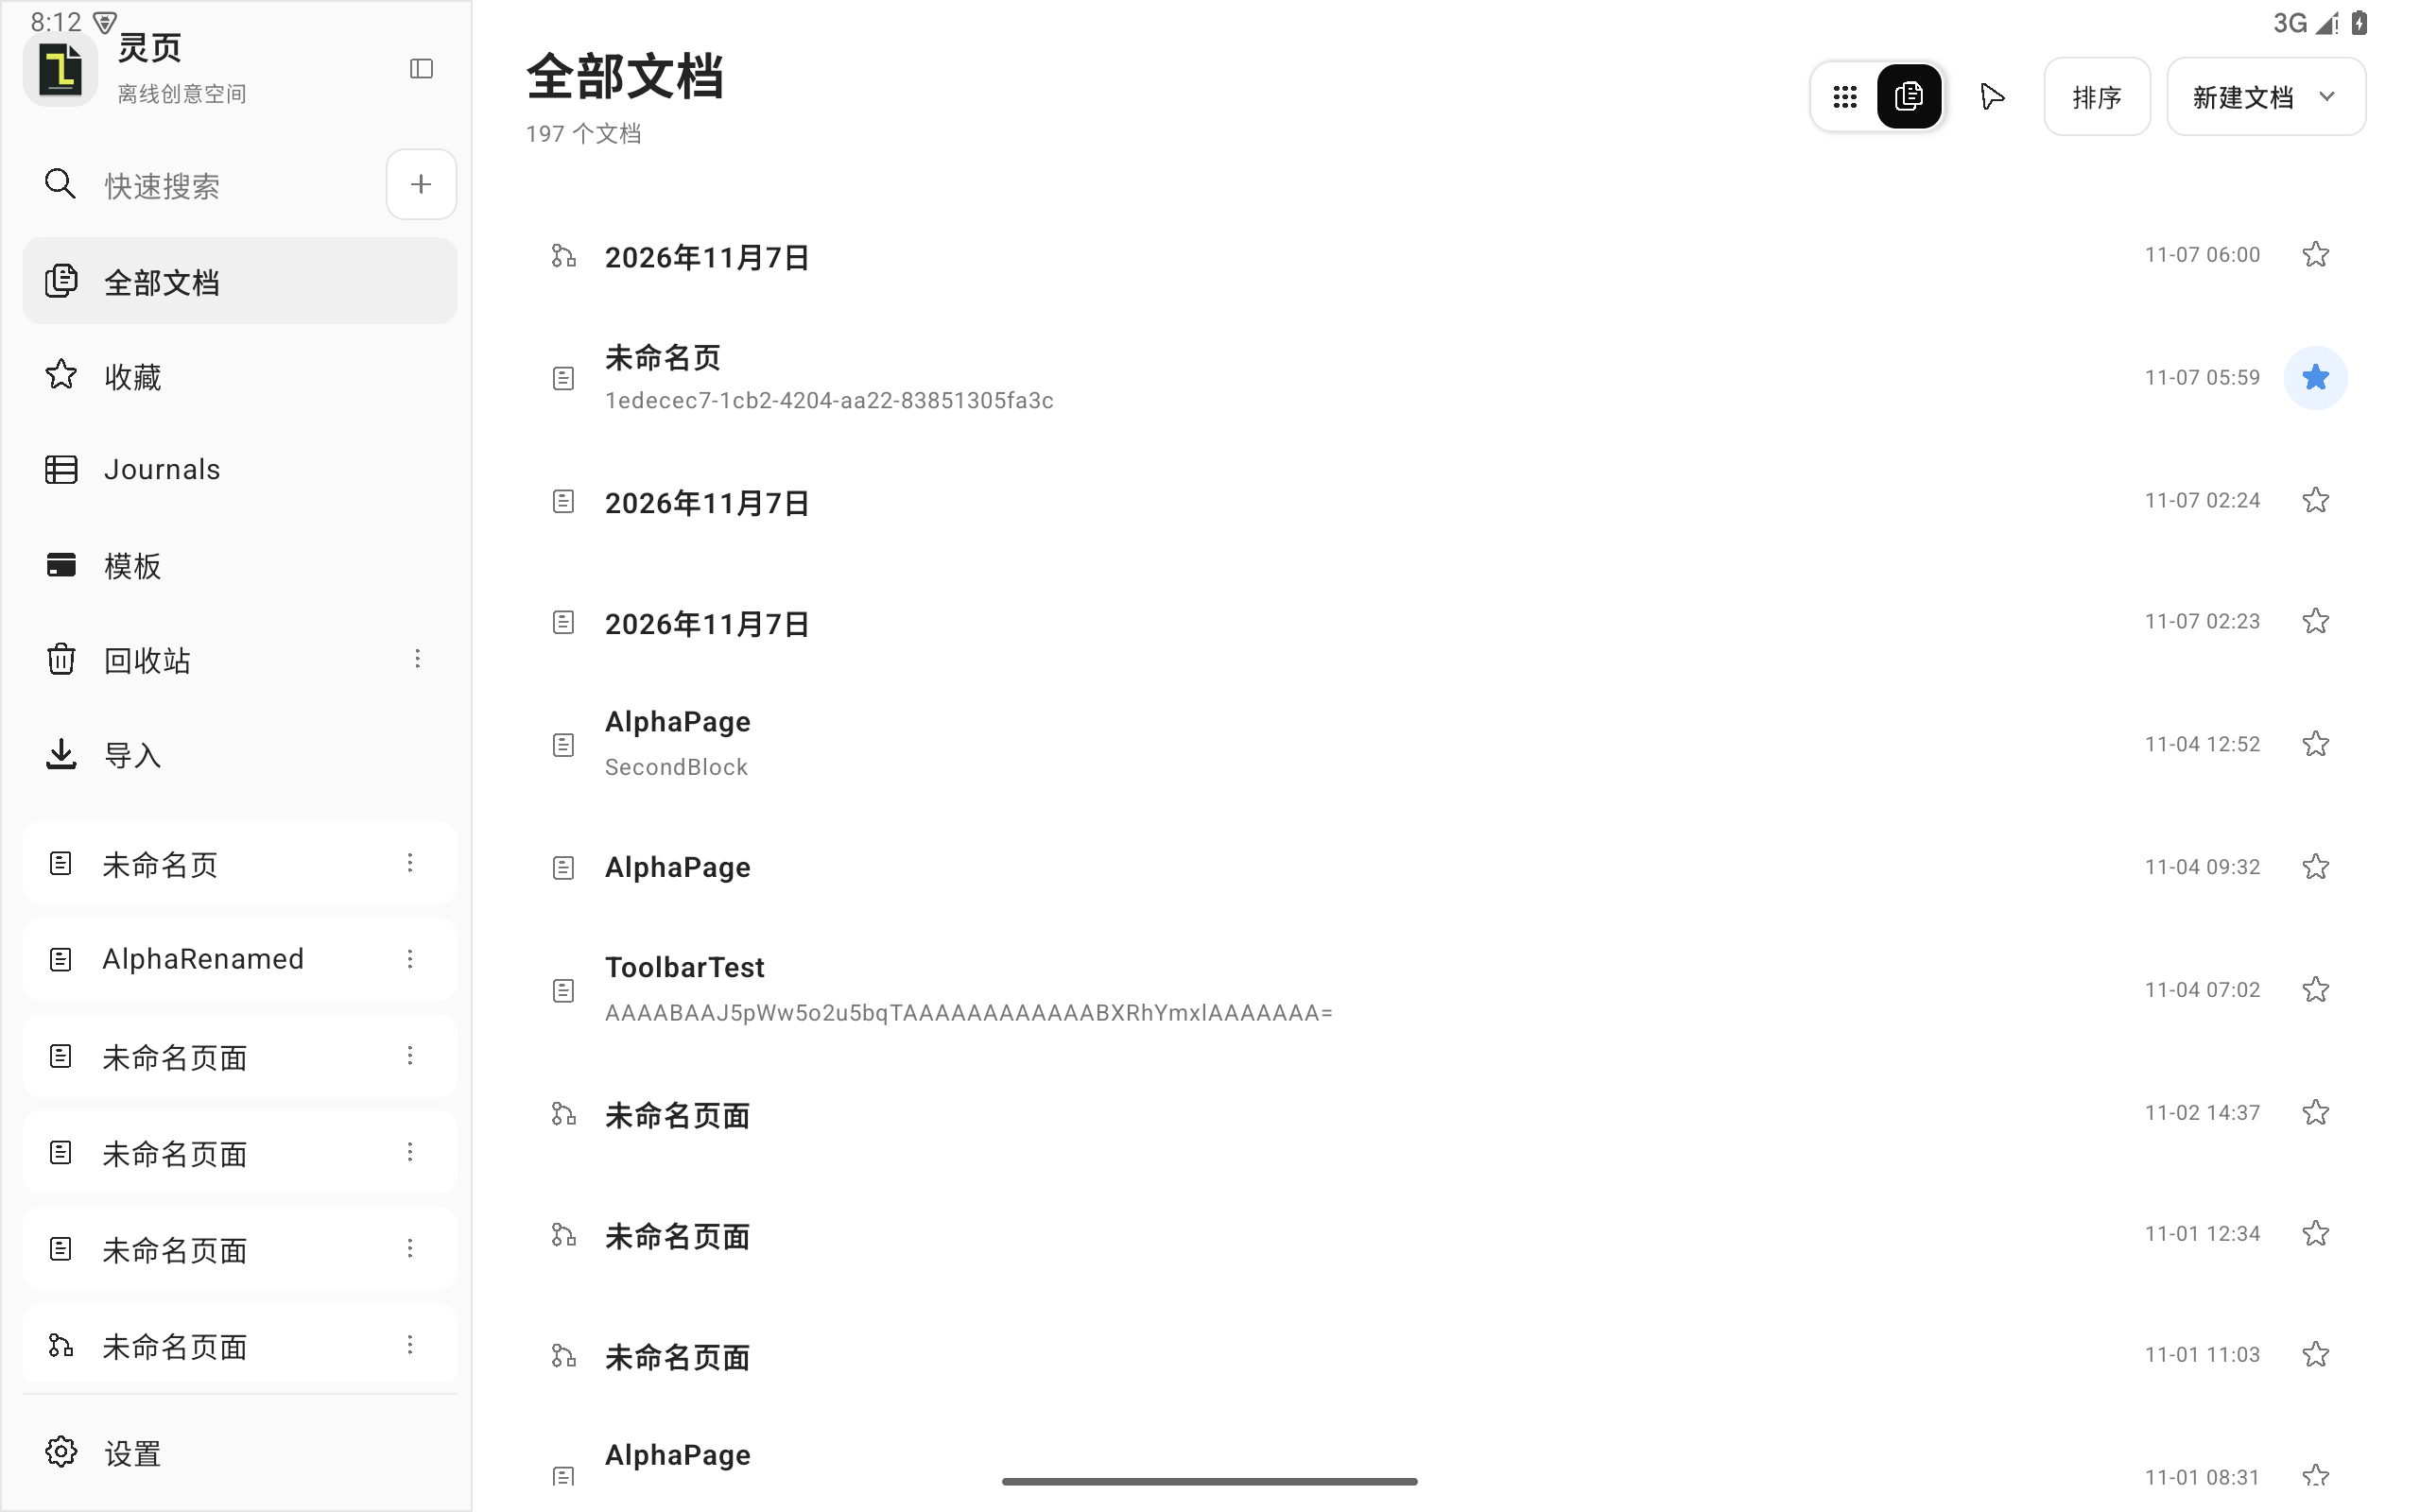 8:12
3G
灵页
离线创意空间
快速搜索
全部文档
收藏
Journals
模板
回收站
导入
未命名页
AlphaRenamed
未命名页面
未命名页面
未命名页面
未命名页面
设置
全部文档
197 个文档
排序
新建文档
2026年11月7日
11-07 06:00
未命名页
1edecec7-1cb2-4204-aa22-83851305fa3c
11-07 05:59
2026年11月7日
11-07 02:24
2026年11月7日
11-07 02:23
AlphaPage
SecondBlock
11-04 12:52
AlphaPage
11-04 09:32
ToolbarTest
AAAABAAJ5pWw5o2u5bqTAAAAAAAAAAAABXRhYmxlAAAAAAA=
11-04 07:02
未命名页面
11-02 14:37
未命名页面
11-01 12:34
未命名页面
11-01 11:03
AlphaPage
11-01 08:31